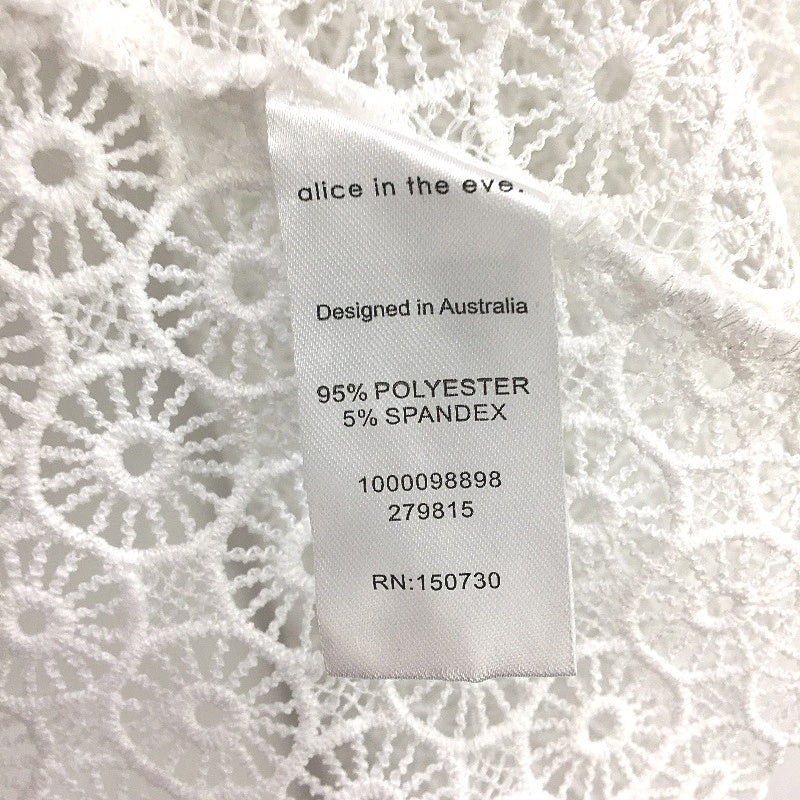 alice in the eve.
Designed in Australia
95% POLYESTER
5% SPANDEX
1000098898
279815
RN:150730